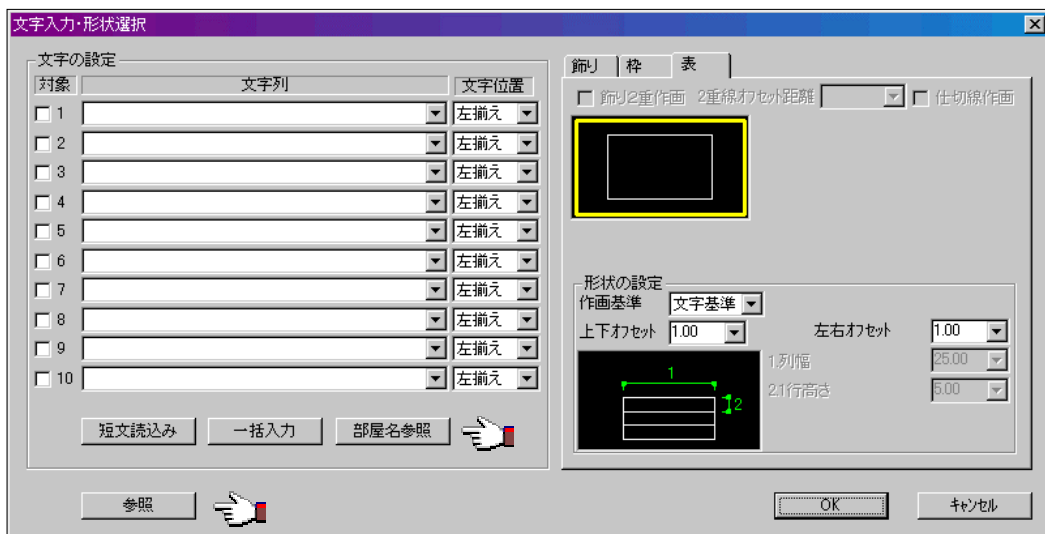 文字入力・形状選択
文字の設定
対象 文字列 文字位置
1 左揃え
2 左揃え
3 左揃え
4 左揃え
5 左揃え
6 左揃え
7 左揃え
8 左揃え
9 左揃え
10 左揃え
短文読込み 一括入力 部屋名参照
参照
飾り 枠 表
飾り2重作画 2重線オフセット距離 仕切線作画
形状の設定
作画基準 文字基準
上下オフセット 1.00 左右オフセット 1.00
1.列幅 25.00
2.1行高さ 5.00
1
2
OK キャンセル